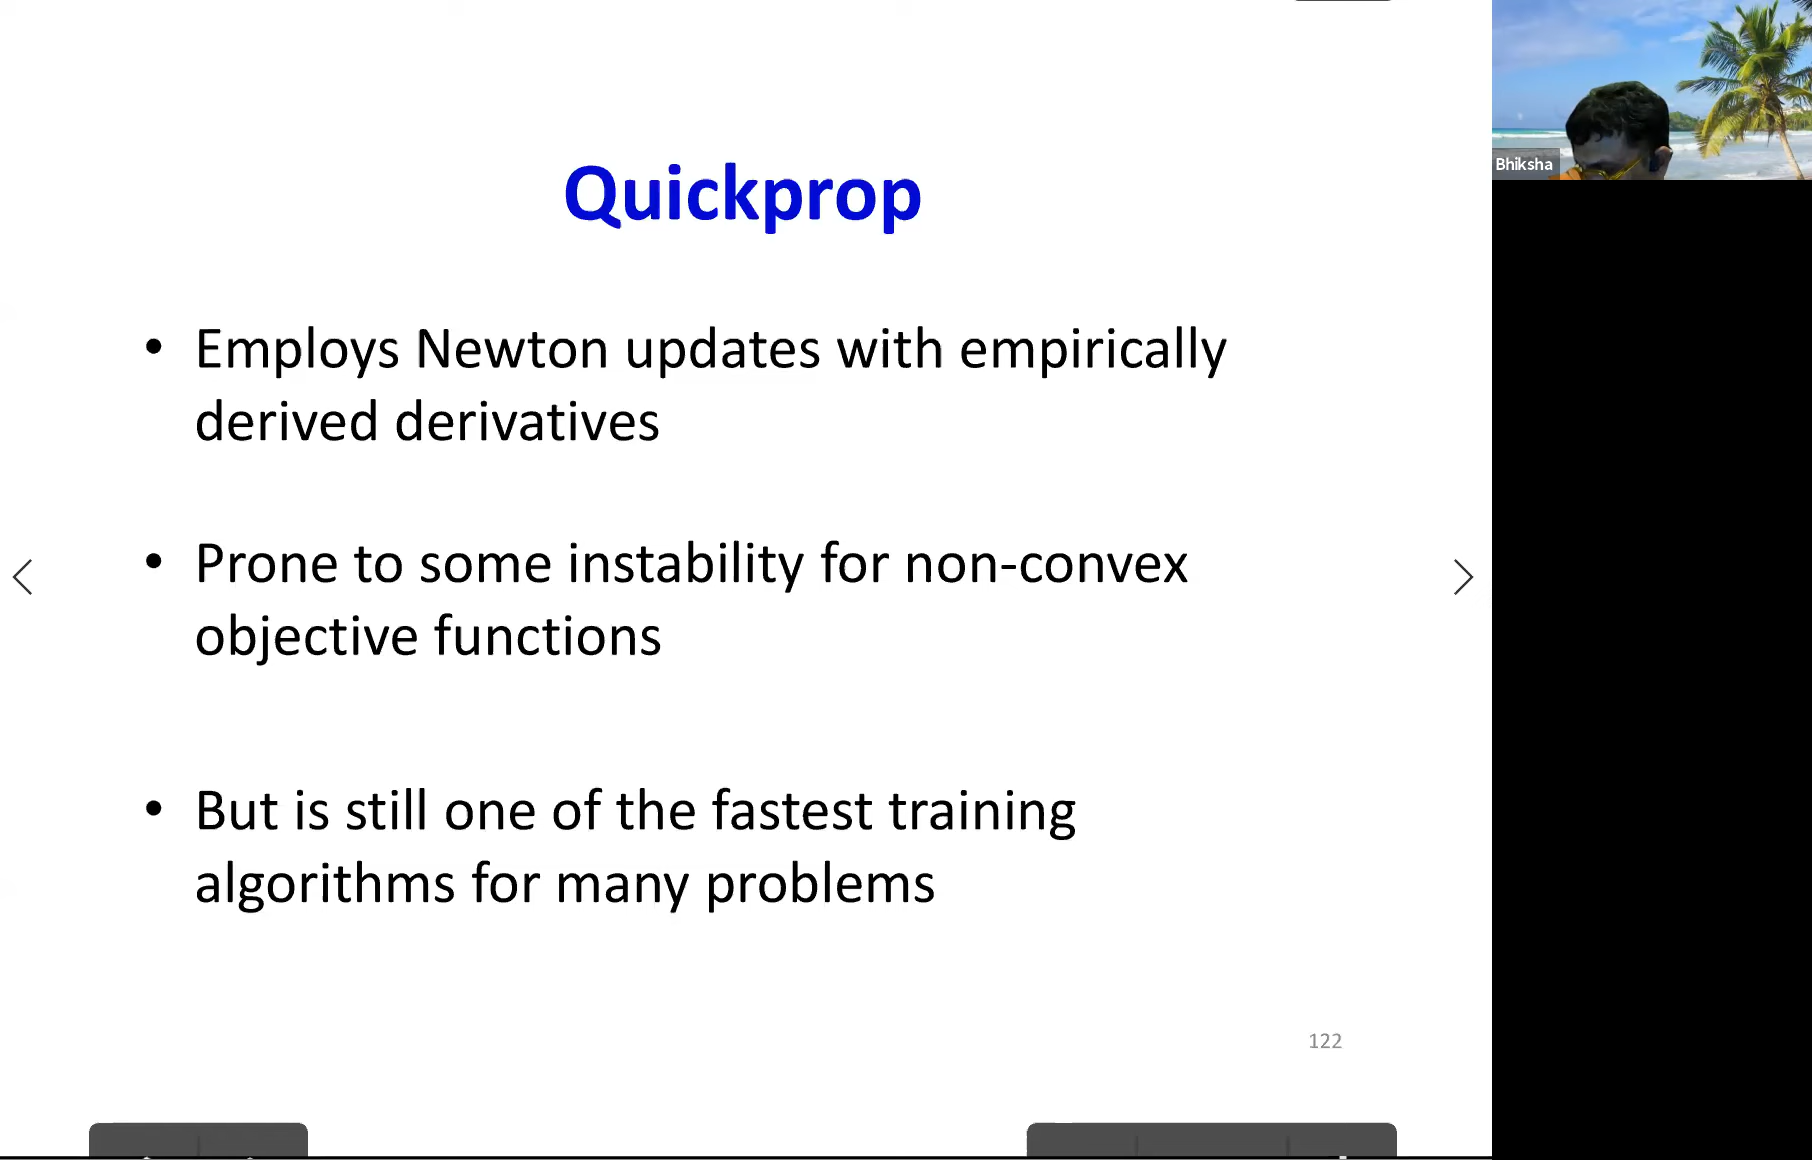 Quickprop
• Employs Newton updates with empirically
derived derivatives
• Prone to some instability for non-convex
objective functions
• But is still one of the fastest training
algorithms for many problems
122
Bhiksha